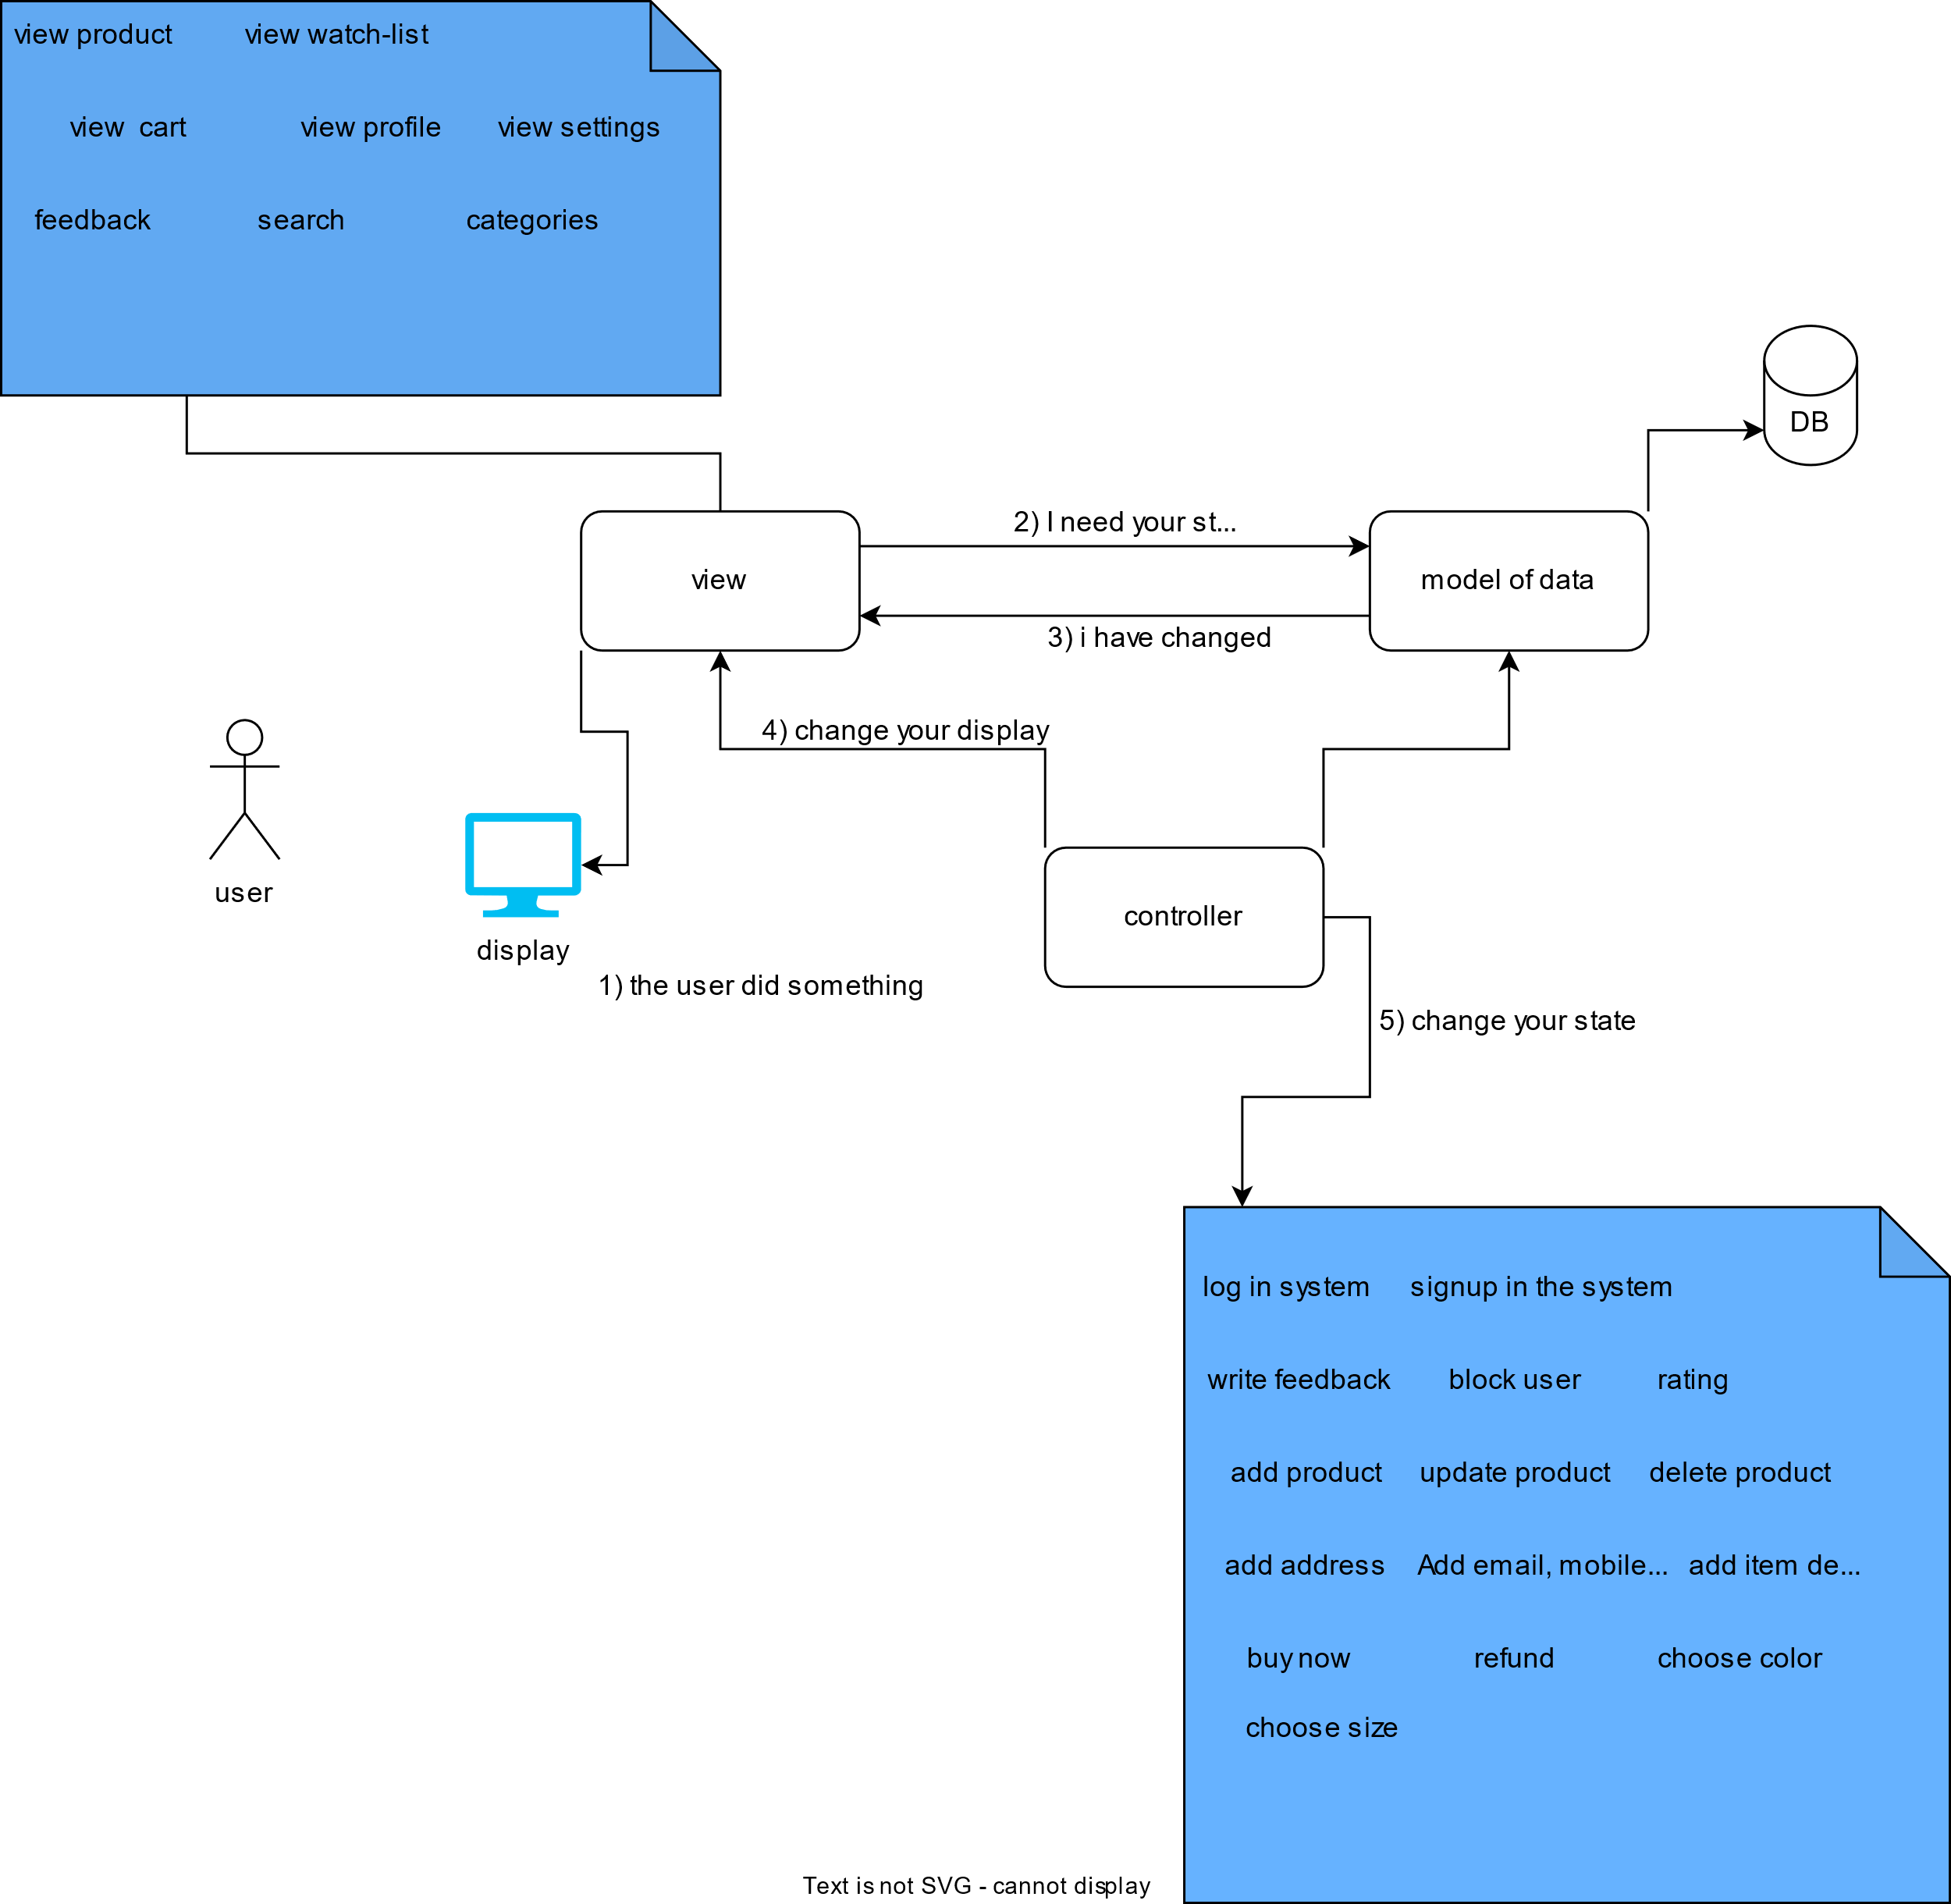 view product view watch-list
view cart view profile view settings
feedback search categories
DB
2) I need your st...
view
model of data
3) i have changed
4) change your display
user
controller
display
1) the user did something
5) change your state
log in system signup in the system
write feedback block user rating
add product update product delete product
add address Add email, mobile... add item de...
buy now refund choose color
choose size
Text is not SVG - cannot display